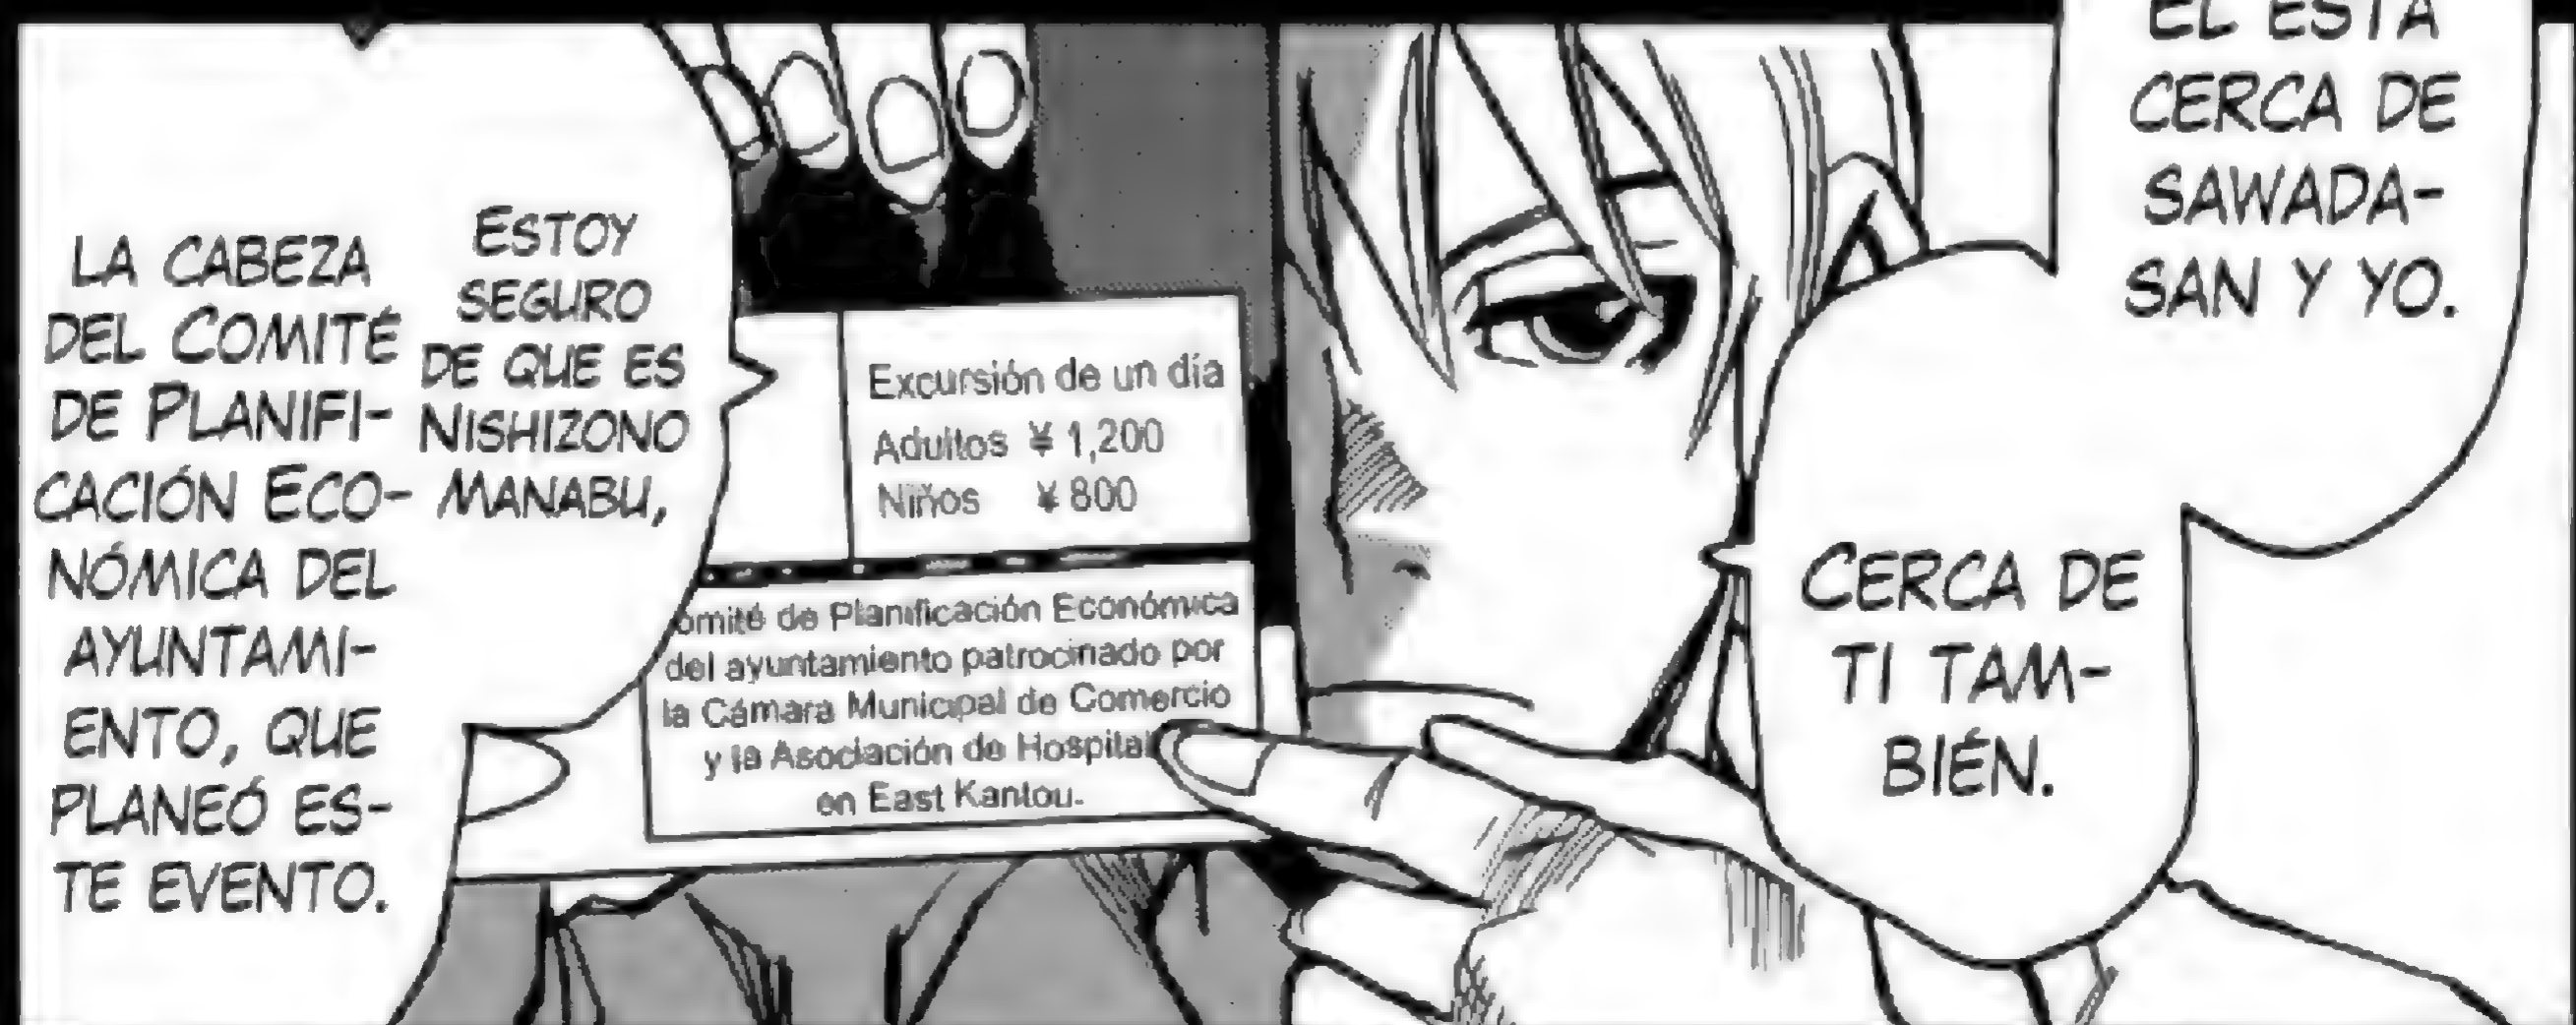 EL ESTÁ
CERCA DE
SAWADA-
SAN Y YO.
CERCA DE
TI TAM-
BIÉN.
Excursión de un día
Adultos ¥ 1,200
Niños ¥ 800
omité de Planificación Económica
del ayuntamiento patrocinado por
la Cámara Municipal de Comercio
y la Asociación de Hospital
en East Kantou.
ESTOY
SEGURO
DE QUE ES
NISHIZONO
MANABU,
LA CABEZA
DEL COMITÉ
DE PLANIFI-
CACIÓN ECO-
NÓMICA DEL
AYUNTAMI-
ENTO, QUE
PLANEÓ ES-
TE EVENTO.